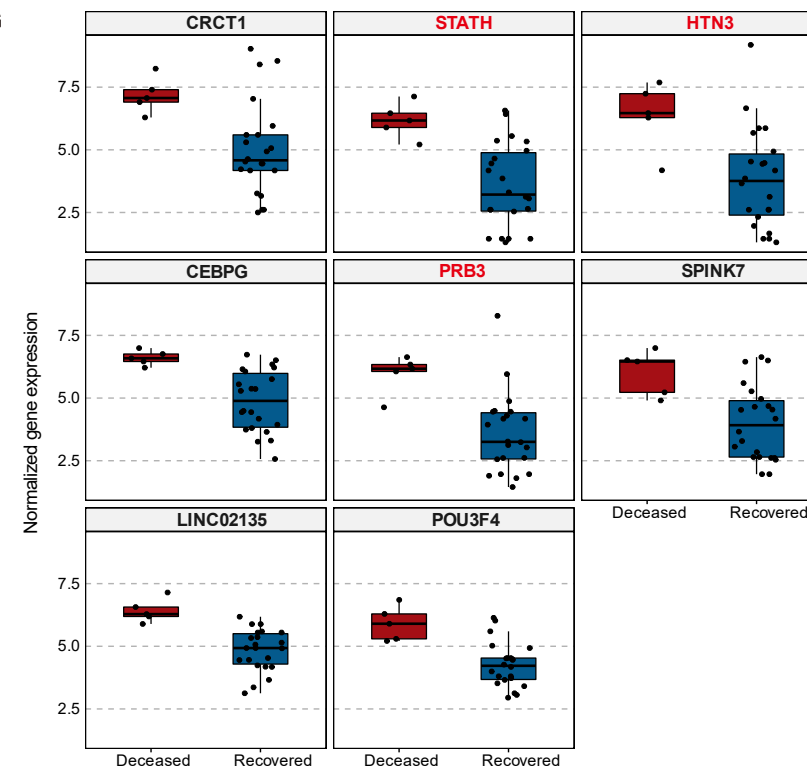 CRCT1 STATH HTN3
7.5
5.0
2.5
CEBPG PRB3 SPINK7
Normalized gene expression
7.5
5.0
2.5
Deceased Recovered
LINC02135 POU3F4
7.5
5.0
2.5
Deceased Recovered Deceased Recovered